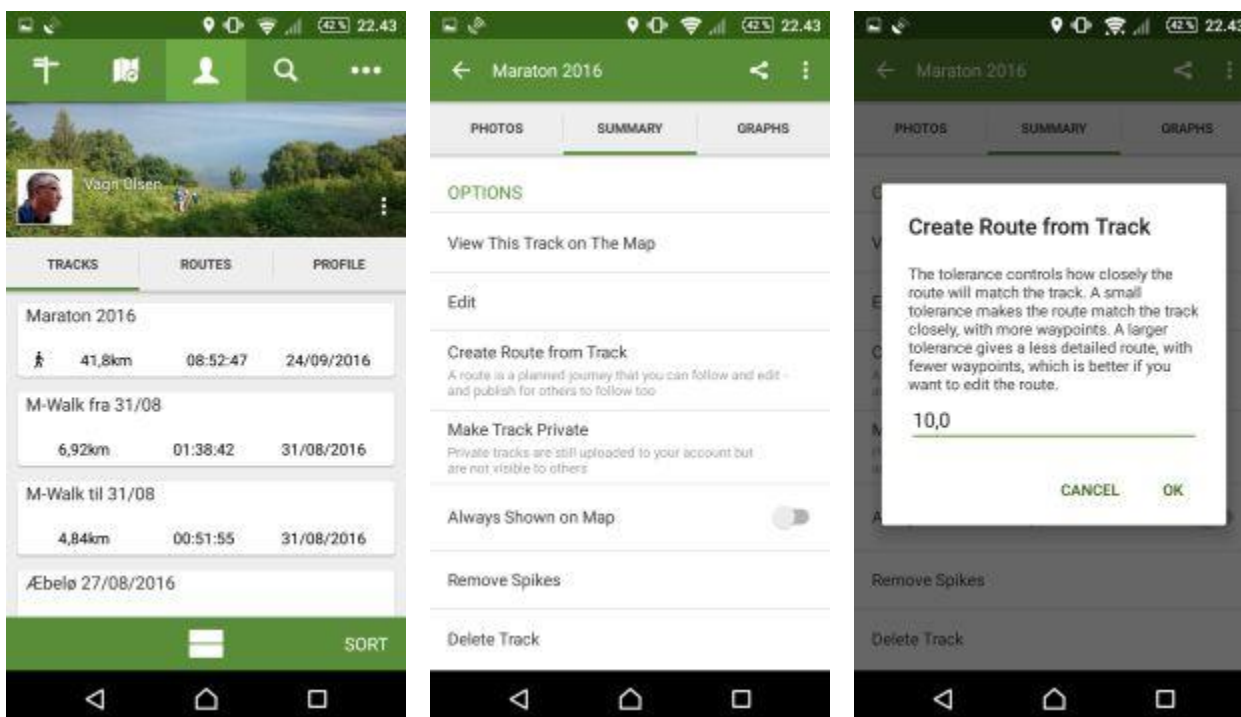 42% 22.43
Vagn Olsen
TRACKS ROUTES PROFILE
Maraton 2016
41,8km 08:52:47 24/09/2016
M-Walk fra 31/08
6,92km 01:38:42 31/08/2016
M-Walk til 31/08
4,84km 00:51:55 31/08/2016
Æbelø 27/08/2016
SORT
42% 22.43
Maraton 2016
PHOTOS SUMMARY GRAPHS
OPTIONS
View This Track on The Map
Edit
Create Route from Track
A route is a planned journey that you can follow and edit -
and publish for others to follow too
Make Track Private
Private tracks are still uploaded to your account but
are not visible to others
Always Shown on Map
Remove Spikes
Delete Track
42% 22.43
Maraton 2016
PHOTOS SUMMARY GRAPHS
Create Route from Track
The tolerance controls how closely the
route will match the track. A small
tolerance makes the route match the track
closely, with more waypoints. A larger
tolerance gives a less detailed route, with
fewer waypoints, which is better if you
want to edit the route.
10,0
CANCEL OK
Remove Spikes
Delete Track